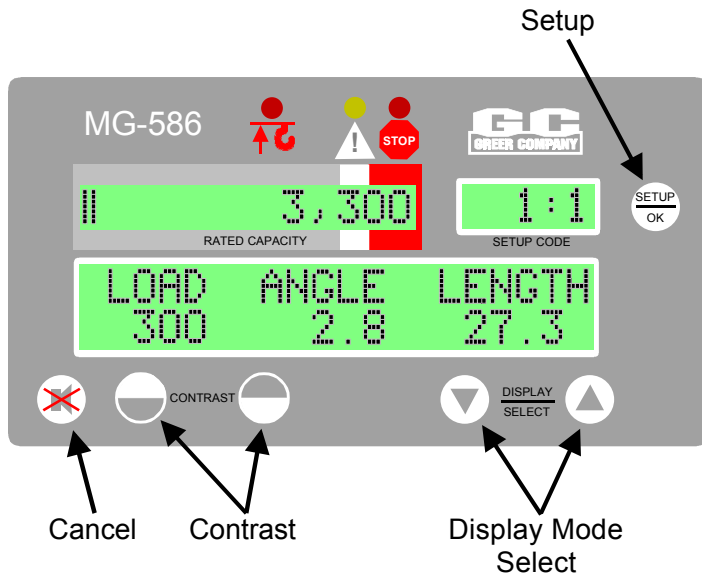 Setup
MG-586
!
STOP
G C
GREER COMPANY
3,300
1:1
SETUP
OK
RATED CAPACITY
SETUP CODE
LOAD ANGLE LENGTH
300 2.8 27.3
CONTRAST
DISPLAY
SELECT
Cancel
Contrast
Display Mode
Select